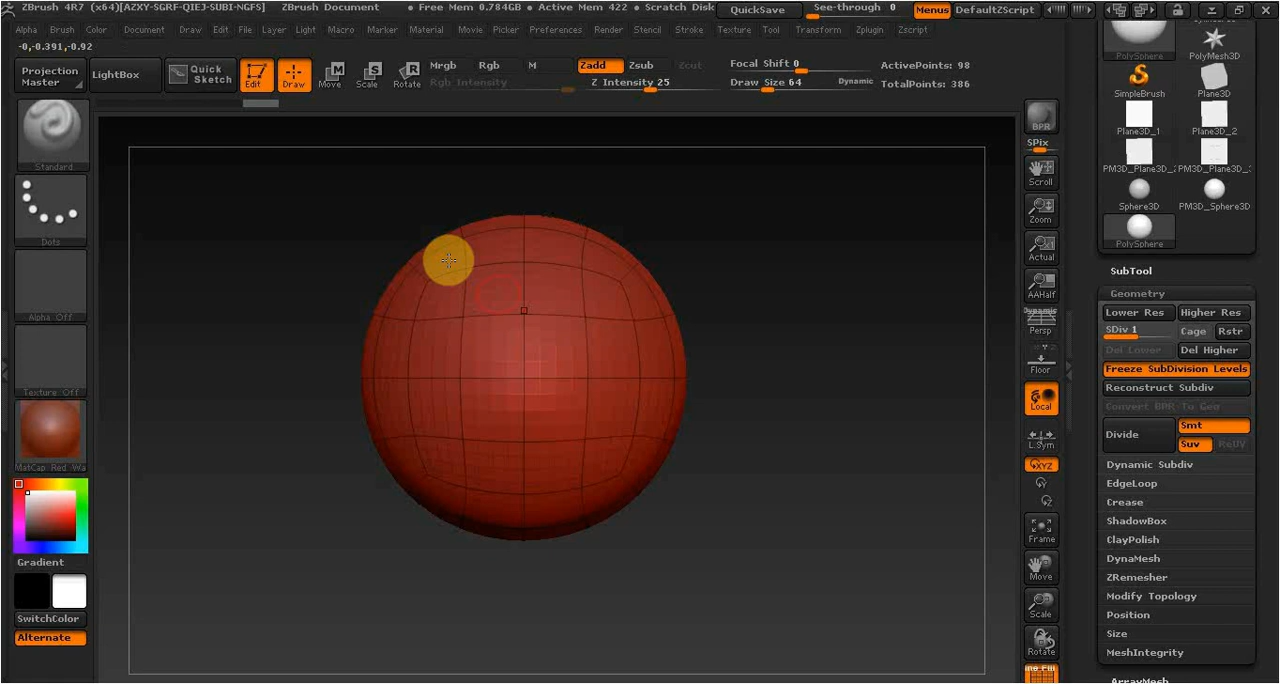 ZBrush 4R7 (x64)[AZXY-SGRF-QIEJ-SUBI-NGFS] ZBrush Document • Free Mem 0.784GB • Active Mem 422 • Scratch Disk QuickSave See-through 0 Menus DefaultZScript
Alpha Brush Color Document Draw Edit File Layer Light Macro Marker Material Movie Picker Preferences Render Stencil Stroke Texture Tool Transform Zplugin Zscript
-0,-0.391,-0.92
Projection Master
LightBox
Quick Sketch
Edit
Draw
Move
Scale
Rotate
Mrgb Rgb M Zadd Zsub Zcut
Rgb Intensity Z Intensity 25
Focal Shift 0
Draw Size 64 Dynamic
ActivePoints: 98
TotalPoints: 386
Standard
Dots
Alpha Off
Texture Off
MatCap Red Wa
Gradient
SwitchColor
Alternate
BPR
SPix
Scroll
Zoom
Actual
AAHalf
Dynamic
Persp
Floor
Local
L.Sym
XYZ
Frame
Move
Scale
Rotate
PolySphere
PolyMesh3D
SimpleBrush
Plane3D
Plane3D_1
Plane3D_2
Sphere3D
PM3D_Sphere3D
PolySphere
SubTool
Geometry
Lower Res Higher Res
SDiv 1 Cage Rstr
Del Lower Del Higher
Freeze SubDivision Levels
Reconstruct Subdiv
Convert BPR To Geo
Divide
Smt
Suv ReUV
Dynamic Subdiv
EdgeLoop
Crease
ShadowBox
ClayPolish
DynaMesh
ZRemesher
Modify Topology
Position
Size
MeshIntegrity
ArrayMesh